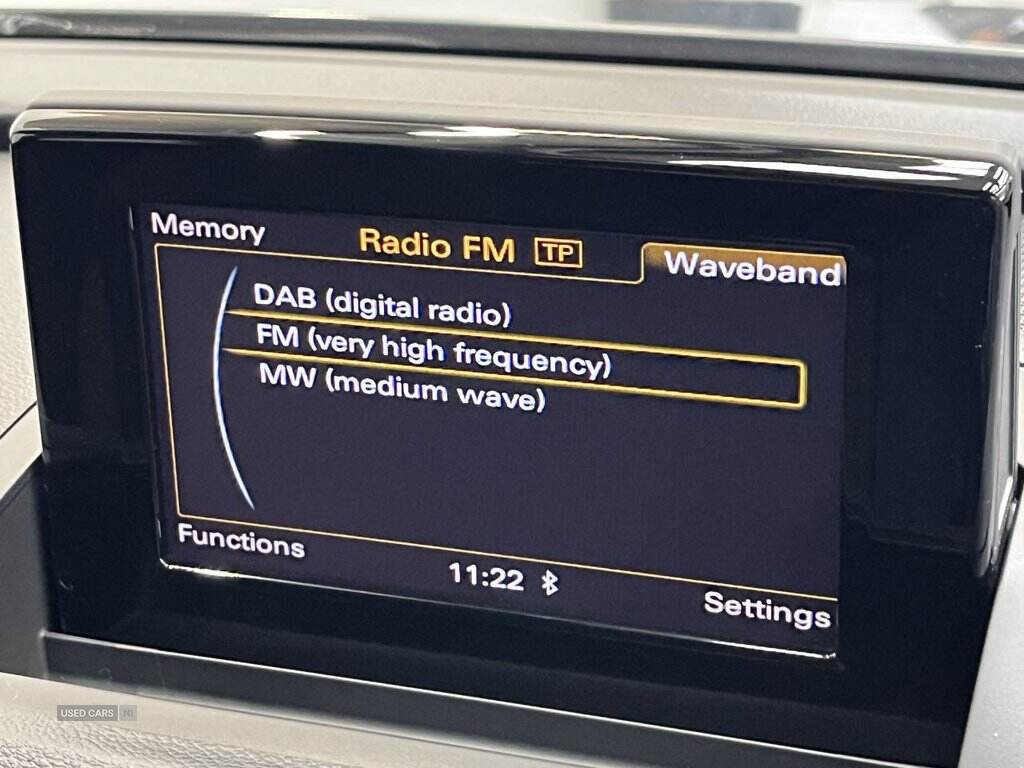 Memory
Radio FM TP
Waveband
DAB (digital radio)
FM (very high frequency)
MW (medium wave)
Functions
11:22
Settings
USED CARS NI